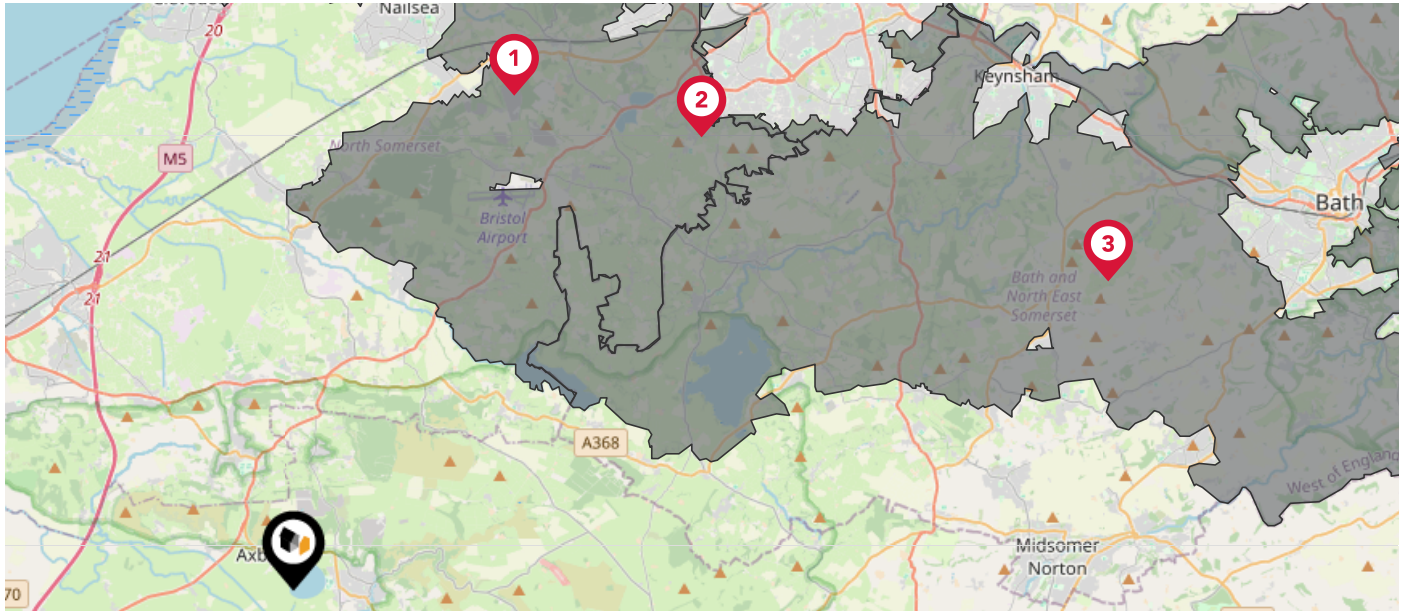 Nailsea
20
1
2
Keynsham
North Somerset
M5
Bristol
Airport
Bath
3
21
21
Bath and
North East
Somerset
A368
West of England
Axb
Midsomer
Norton
70